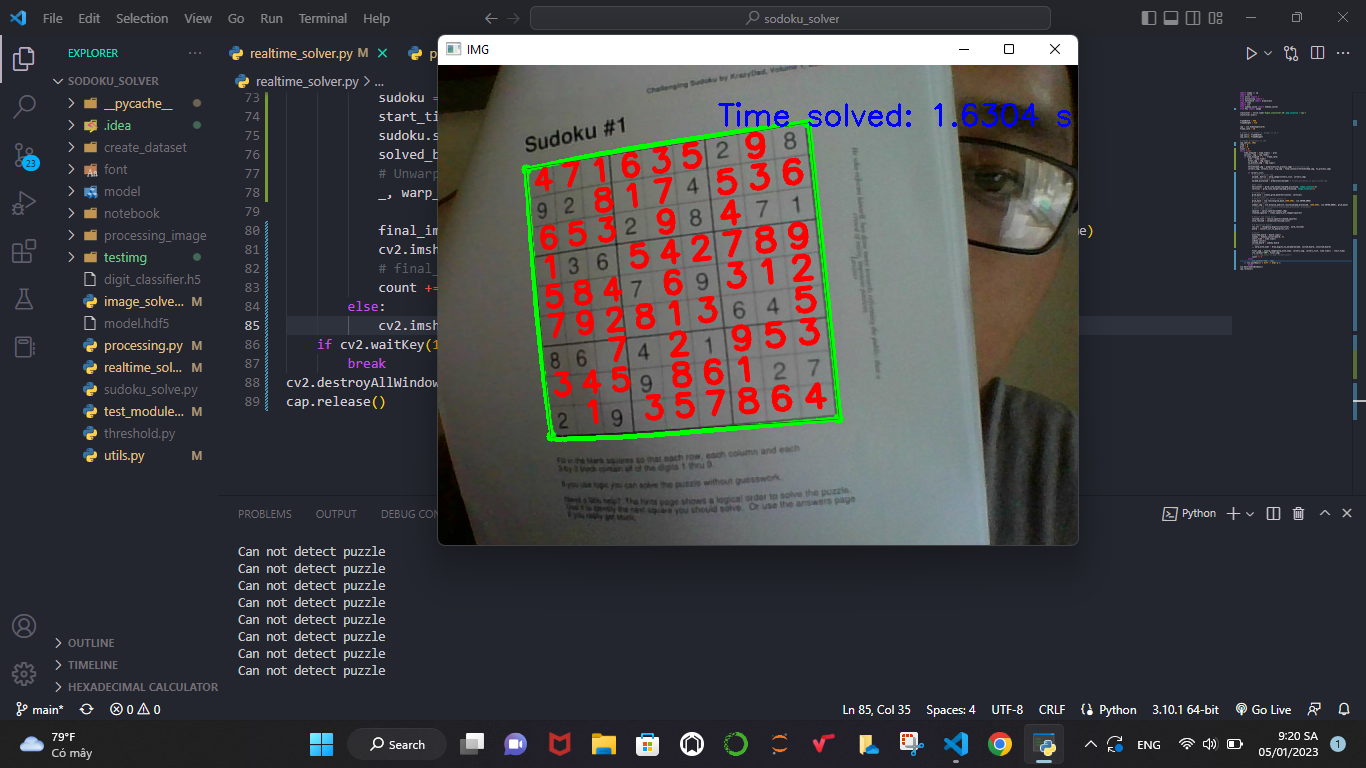 File Edit Selection View Go Run Terminal Help
sodoku_solver
EXPLORER
realtime_solver.py M
SODOKU_SOLVER
realtime_solver.py > ...
__pycache__
.idea
create_dataset
font
model
notebook
processing_image
testimg
digit_classifier.h5
image_solve... M
model.hdf5
processing.py M
realtime_sol... M
sudoku_solve.py
test_module... M
threshold.py
utils.py M
OUTLINE
TIMELINE
HEXADECIMAL CALCULATOR
23
73 sudoku =
74 start_ti
75 sudoku.s
76 solved_b
77 # Unwarp
78 _, warp_
79
80 final_im
81 cv2.imsh
82 # final_
83 count +=
84 else:
85 cv2.imsh
86 if cv2.waitKey(1
87 break
88 cv2.destroyAllWindow
89 cap.release()
IMG
Challenging Sudoku by KrazyDad, Volume 1,
Time solved: 1.6304 s
Sudoku #1
4 7 1 6 3 5 2 9 8
9 2 8 1 7 4 5 3 6
6 5 3 2 9 8 4 7 1
1 3 6 5 4 2 7 8 9
5 8 4 7 6 9 3 1 2
7 9 2 8 1 3 6 4 5
8 6 7 4 2 1 9 5 3
3 4 5 9 8 6 1 2 7
2 1 9 3 5 7 8 6 4
Fill in the blank squares so that each row, each column and each
3-by-3 block contain all of the digits 1 thru 9.
If you use logic you can solve the puzzle without guesswork.
Need a little help? The hints page shows a logical order to solve the puzzle.
Use it to identify the next square you should solve. Or use the answers page
if you really get stuck.
PROBLEMS OUTPUT DEBUG CON
Python
Can not detect puzzle
Can not detect puzzle
Can not detect puzzle
Can not detect puzzle
Can not detect puzzle
Can not detect puzzle
Can not detect puzzle
Can not detect puzzle
main* 0 0 Ln 85, Col 35 Spaces: 4 UTF-8 CRLF Python 3.10.1 64-bit Go Live
79°F
Có mây
Search
ENG
9:20 SA
05/01/2023
1